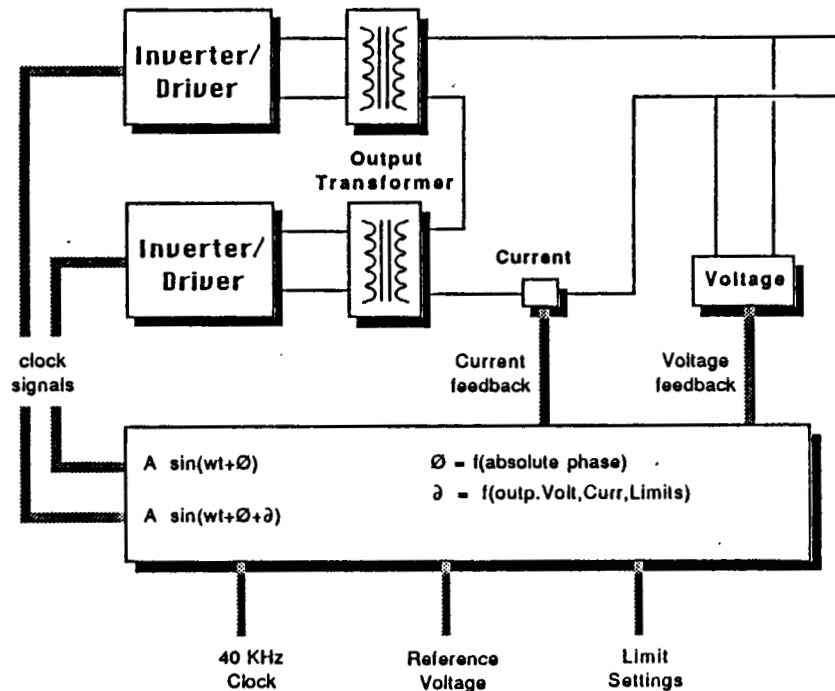 Inverter/
Driver
Output
Transformer
Inverter/
Driver
Current
Voltage
clock
signals
Current
feedback
Voltage
feedback
A sin(wt+Ø)
Ø = f(absolute phase)
A sin(wt+Ø+∂)
∂ = f(outp.Volt,Curr,Limits)
40 KHz
Clock
Reference
Voltage
Limit
Settings